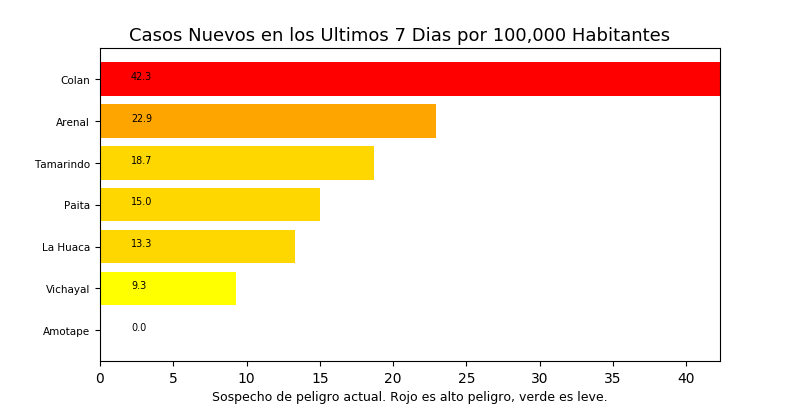 Casos Nuevos en los Ultimos 7 Dias por 100,000 Habitantes
Colan 42.3
Arenal 22.9
Tamarindo 18.7
Paita 15.0
La Huaca 13.3
Vichayal 9.3
Amotape 0.0
0 5 10 15 20 25 30 35 40
Sospecho de peligro actual. Rojo es alto peligro, verde es leve.